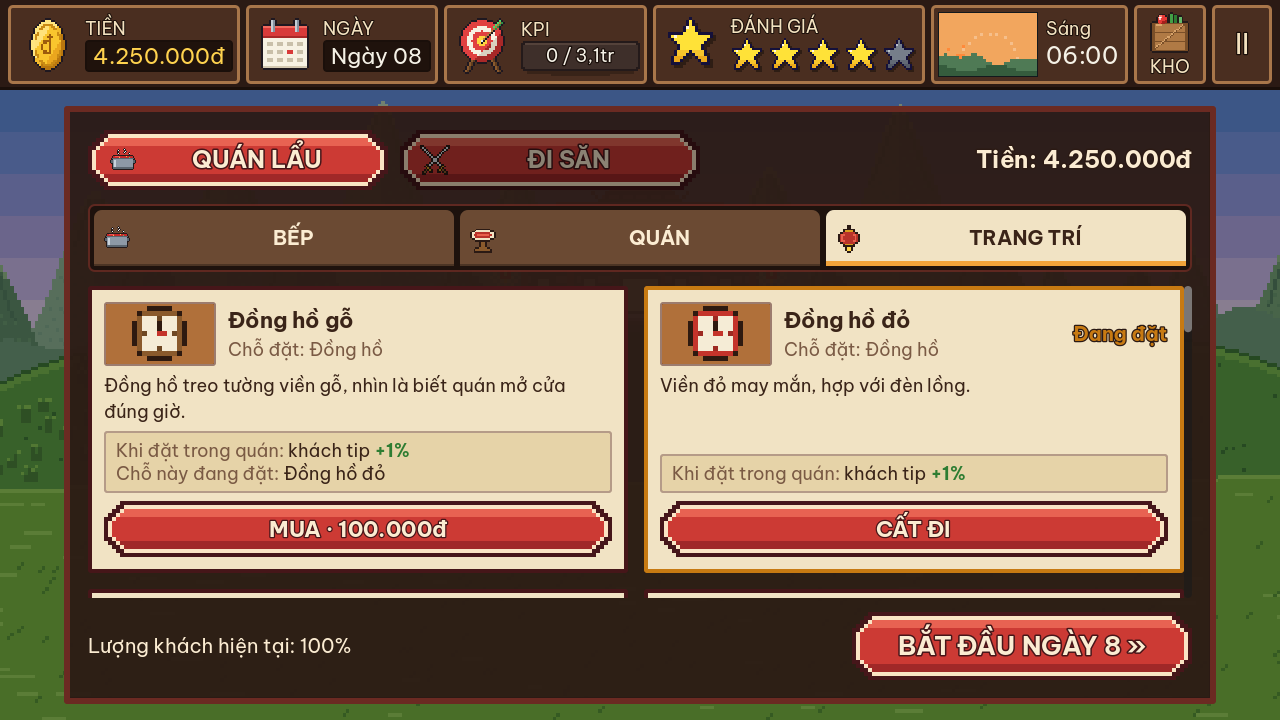 TIỀN
4.250.000đ
NGÀY
Ngày 08
KPI
0 / 3,1tr
ĐÁNH GIÁ
Sáng
06:00
KHO
QUÁN LẨU
ĐI SĂN
Tiền: 4.250.000đ
BẾP
QUÁN
TRANG TRÍ
Đồng hồ gỗ
Chỗ đặt: Đồng hồ
Đồng hồ treo tường viền gỗ, nhìn là biết quán mở cửa
đúng giờ.
Khi đặt trong quán: khách tip +1%
Chỗ này đang đặt: Đồng hồ đỏ
MUA · 100.000đ
Đồng hồ đỏ
Chỗ đặt: Đồng hồ
Đang đặt
Viền đỏ may mắn, hợp với đèn lồng.
Khi đặt trong quán: khách tip +1%
CẤT ĐI
Lượng khách hiện tại: 100%
BẮT ĐẦU NGÀY 8 »